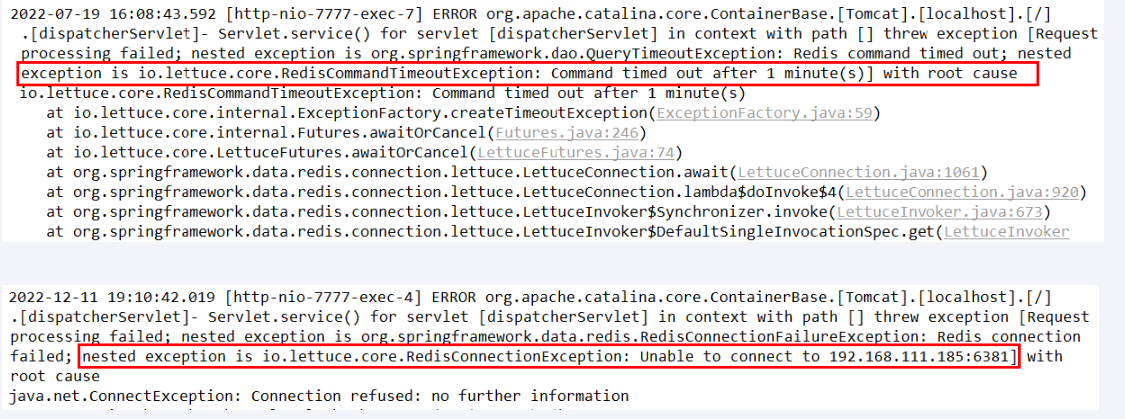 2022-07-19 16:08:43.592 [http-nio-7777-exec-7] ERROR org.apache.catalina.core.ContainerBase.[Tomcat].[localhost].[/]
.[dispatcherServlet]- Servlet.service() for servlet [dispatcherServlet] in context with path [] threw exception [Request
processing failed; nested exception is org.springframework.dao.QueryTimeoutException: Redis command timed out; nested
exception is io.lettuce.core.RedisCommandTimeoutException: Command timed out after 1 minute(s)] with root cause
io.lettuce.core.RedisCommandTimeoutException: Command timed out after 1 minute(s)
at io.lettuce.core.internal.ExceptionFactory.createTimeoutException(ExceptionFactory.java:59)
at io.lettuce.core.internal.Futures.awaitOrCancel(Futures.java:246)
at io.lettuce.core.LettuceFutures.awaitOrCancel(LettuceFutures.java:74)
at org.springframework.data.redis.connection.lettuce.LettuceConnection.await(LettuceConnection.java:1061)
at org.springframework.data.redis.connection.lettuce.LettuceConnection.lambda$doInvoke$4(LettuceConnection.java:920)
at org.springframework.data.redis.connection.lettuce.LettuceInvoker$Synchronizer.invoke(LettuceInvoker.java:673)
at org.springframework.data.redis.connection.lettuce.LettuceInvoker$DefaultSingleInvocationSpec.get(LettuceInvoker
2022-12-11 19:10:42.019 [http-nio-7777-exec-4] ERROR org.apache.catalina.core.ContainerBase.[Tomcat].[localhost].[/]
.[dispatcherServlet]- Servlet.service() for servlet [dispatcherServlet] in context with path [] threw exception [Request
processing failed; nested exception is org.springframework.data.redis.RedisConnectionFailureException: Redis connection
failed; nested exception is io.lettuce.core.RedisConnectionException: Unable to connect to 192.168.111.185:6381] with
root cause
java.net.ConnectException: Connection refused: no further information